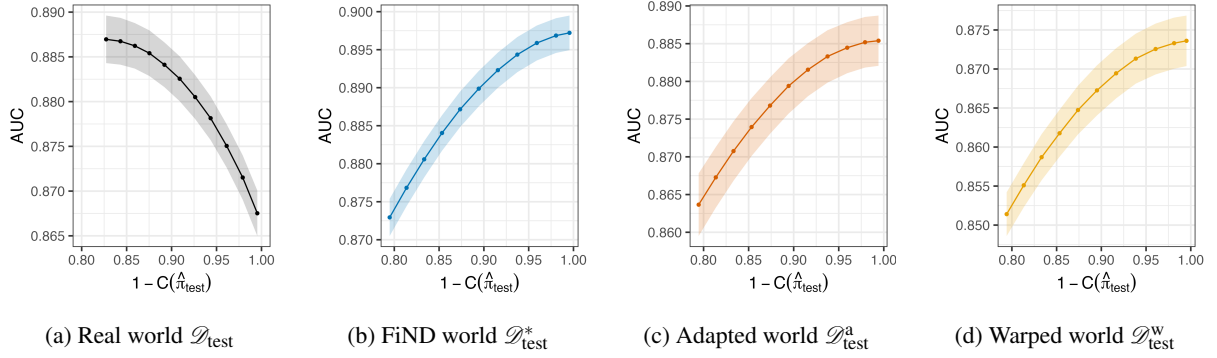 0.890
0.885
0.880
0.875
0.870
0.865
AUC
0.80 0.85 0.90 0.95 1.00
1 − C(π̂test)
(a) Real world 𝒟test
0.900
0.895
0.890
0.885
0.880
0.875
0.870
AUC
0.80 0.85 0.90 0.95 1.00
1 − C(π̂test)
(b) FiND world 𝒟*test
0.890
0.885
0.880
0.875
0.870
0.865
0.860
AUC
0.80 0.85 0.90 0.95 1.00
1 − C(π̂test)
(c) Adapted world 𝒟ᵃtest
0.875
0.870
0.865
0.860
0.855
0.850
AUC
0.80 0.85 0.90 0.95 1.00
1 − C(π̂test)
(d) Warped world 𝒟ʷtest